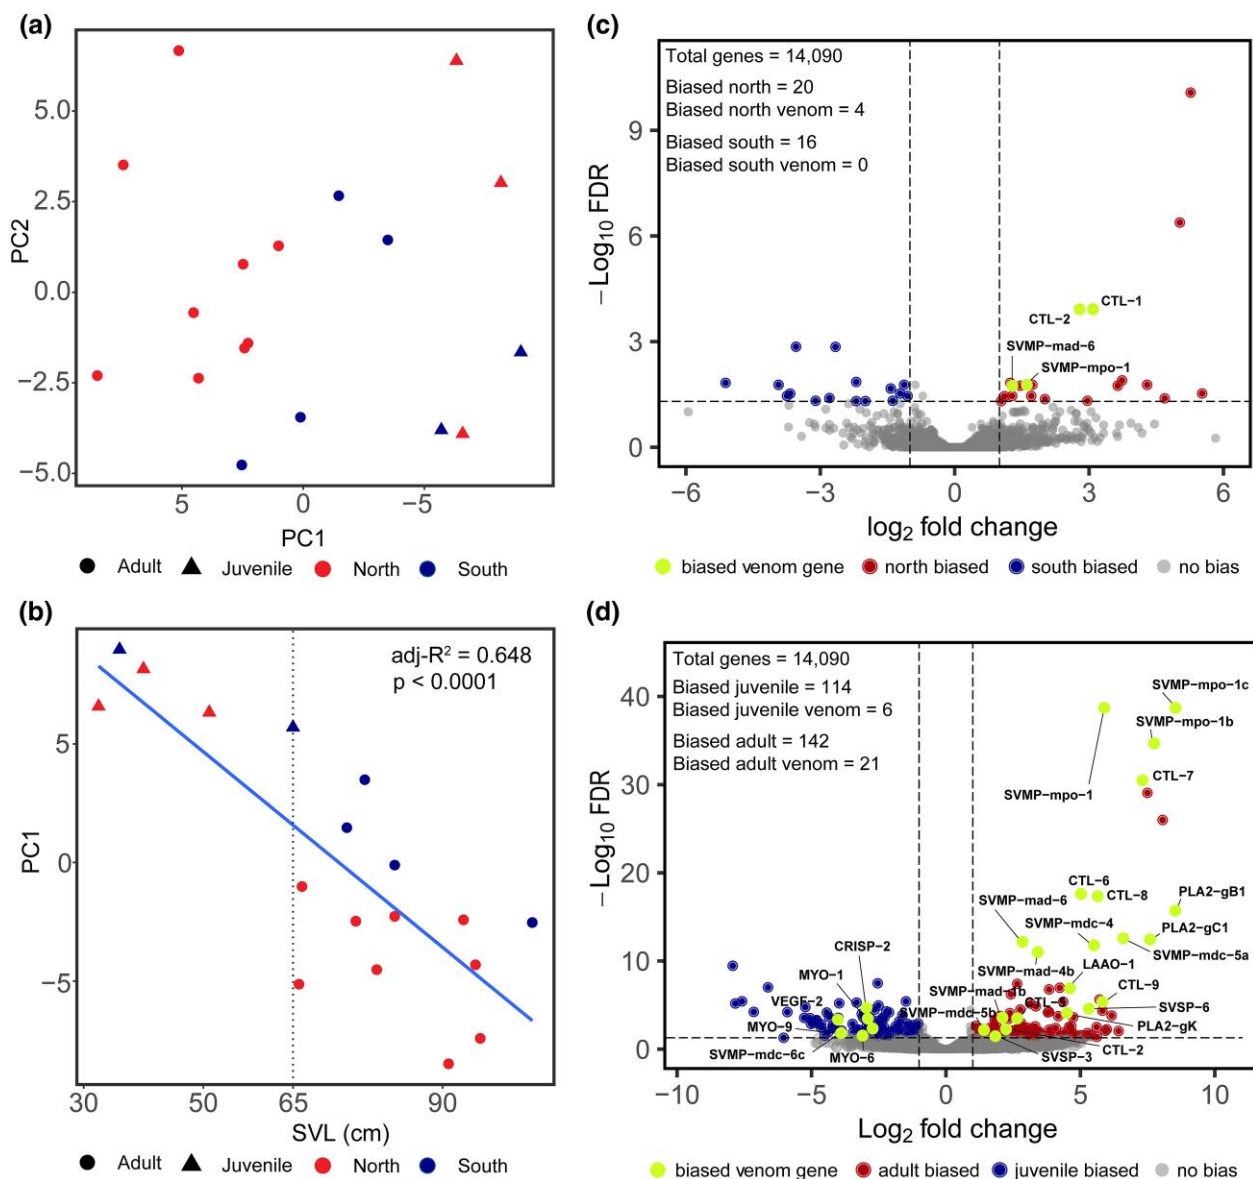 (a)
5.0
2.5
0.0
−2.5
−5.0
PC2
5
0
−5
PC1
Adult
Juvenile
North
South
(c)
Total genes = 14,090
Biased north = 20
Biased north venom = 4
Biased south = 16
Biased south venom = 0
CTL−1
CTL−2
SVMP−mad−6
SVMP−mpo−1
9
6
3
0
−Log10 FDR
−6
−3
0
3
6
log2 fold change
biased venom gene
north biased
south biased
no bias
(b)
adj-R² = 0.648
p < 0.0001
5
0
−5
PC1
30
50
65
90
SVL (cm)
Adult
Juvenile
North
South
(d)
Total genes = 14,090
Biased juvenile = 114
Biased juvenile venom = 6
Biased adult = 142
Biased adult venom = 21
SVMP−mpo−1c
SVMP−mpo−1b
CTL−7
SVMP−mpo−1
CTL−6
CTL−8
PLA2−gB1
SVMP−mad−6
SVMP−mdc−4
PLA2−gC1
SVMP−mdc−5a
CRISP−2
SVMP−mad−4b
LAAO−1
MYO−1
SVMP−mad−1b
CTL−9
VEGF−2
CTL−5
SVSP−6
SVMP−mdc−5b
MYO−9
PLA2−gK
SVMP−mdc−6c
MYO−6
SVSP−3
CTL−2
40
30
20
10
0
−Log10 FDR
−10
−5
0
5
10
Log2 fold change
biased venom gene
adult biased
juvenile biased
no bias